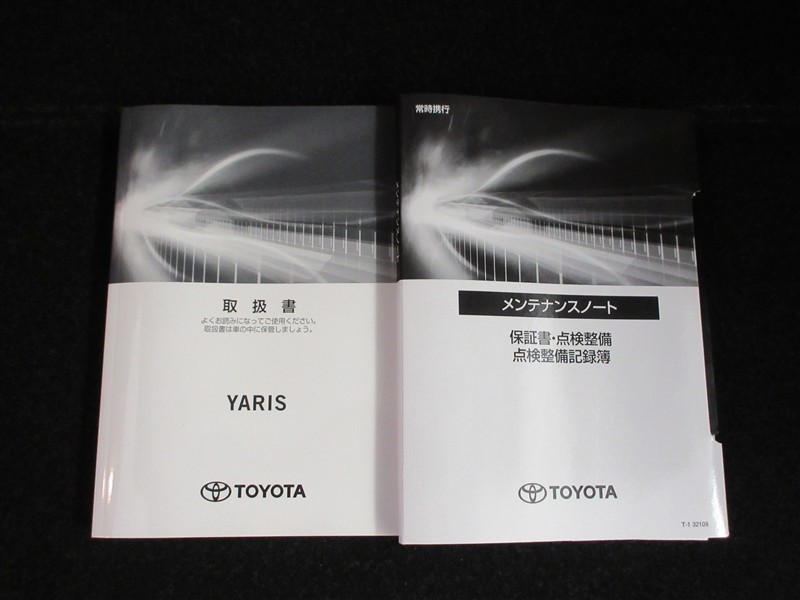 取扱書
よくお読みになってご使用ください。
取扱書は車の中に保管しましょう。
YARIS
TOYOTA
常時携行
メンテナンスノート
保証書・点検整備
点検整備記録簿
TOYOTA